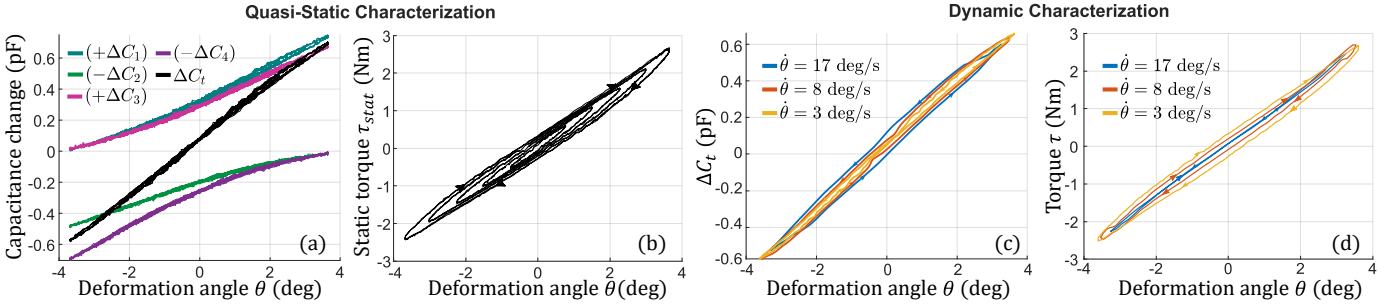 Quasi-Static Characterization
Dynamic Characterization
Capacitance change (pF)
0.6
0.4
0.2
0
-0.2
-0.4
-0.6
(+ΔC₁)
(−ΔC₂)
(+ΔC₃)
(−ΔC₄)
ΔCₜ
(a)
-4
-2
0
2
4
Deformation angle θ (deg)
Static torque τ_stat (Nm)
3
2
1
0
-1
-2
-3
(b)
-4
-2
0
2
4
Deformation angle θ(deg)
ΔCₜ (pF)
0.6
0.4
0.2
0
-0.2
-0.4
-0.6
θ̇ = 17 deg/s
θ̇ = 8 deg/s
θ̇ = 3 deg/s
(c)
-4
-2
0
2
4
Deformation angle θ (deg)
Torque τ (Nm)
3
2
1
0
-1
-2
-3
θ̇ = 17 deg/s
θ̇ = 8 deg/s
θ̇ = 3 deg/s
(d)
-4
-2
0
2
4
Deformation angle θ (deg)